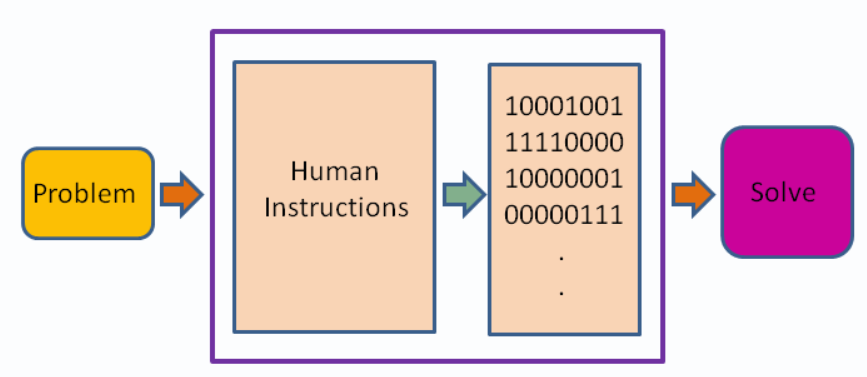 Problem
Human
Instructions
10001001
11110000
10000001
00000111
.
.
Solve